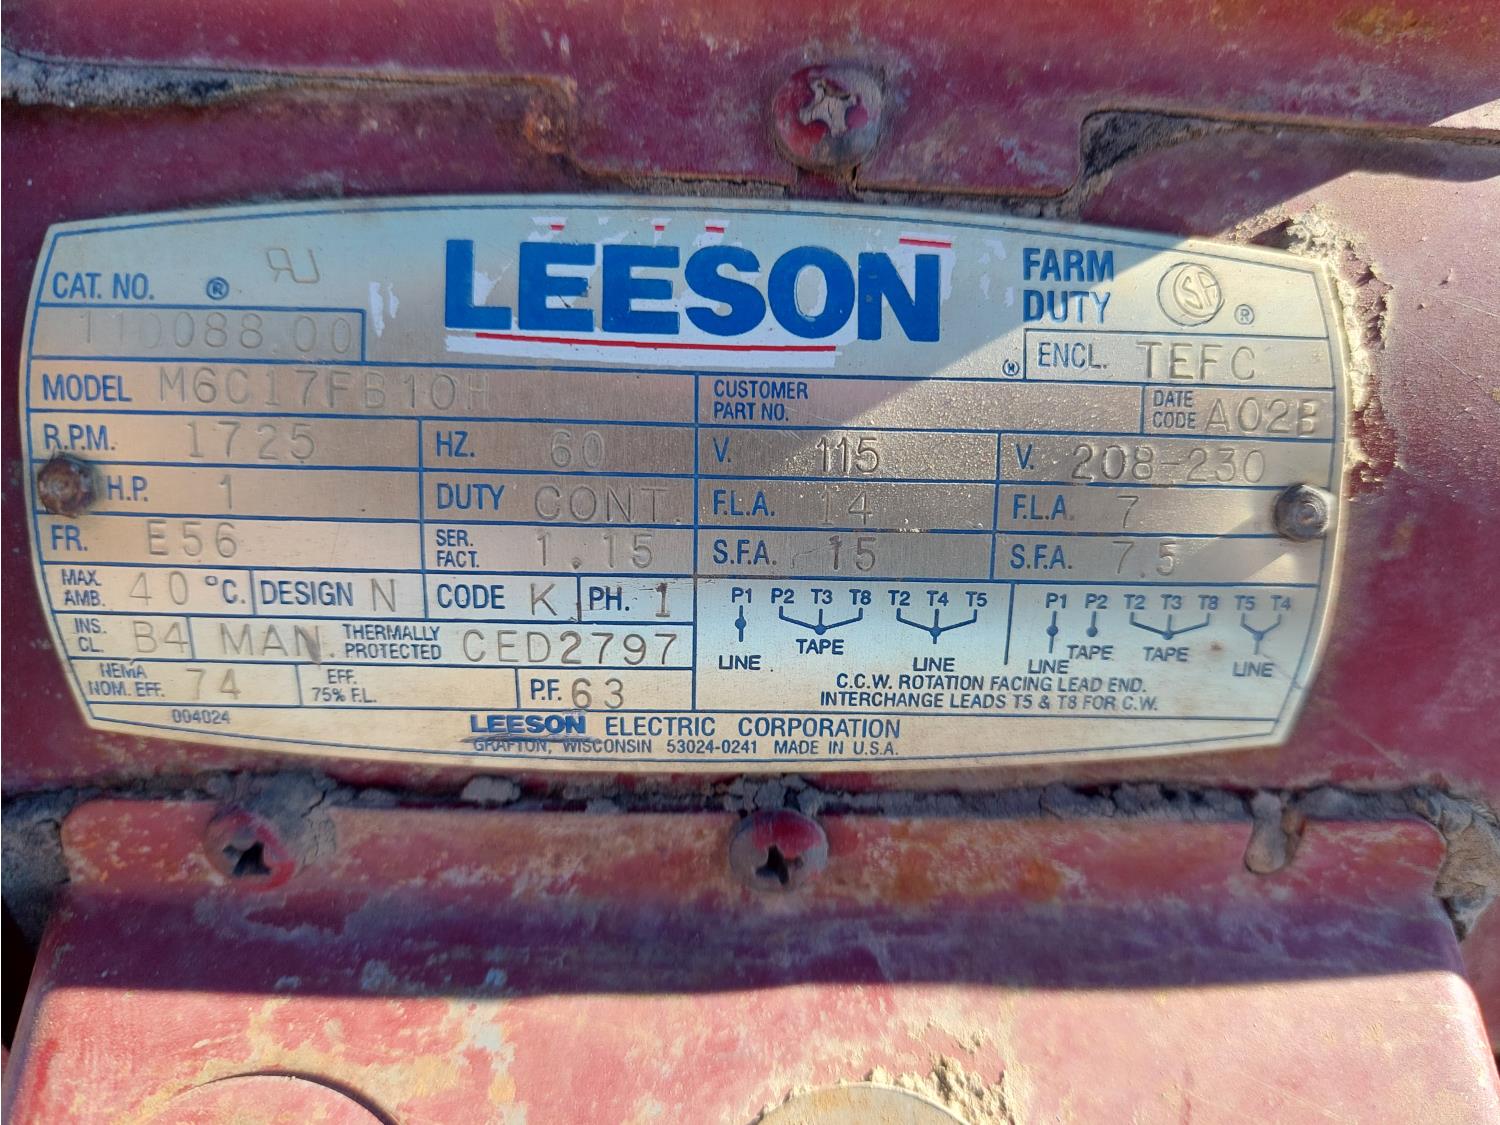 LEESON
FARM
DUTY
SA ®
CAT. NO. ®
110088.00
ENCL. TEFC
MODEL M6C17FB10H
CUSTOMER
PART NO.
DATE
CODE A02B
R.P.M. 1725
HZ. 60
V. 115
V. 208-230
H.P. 1
DUTY CONT.
F.L.A. 14
F.L.A. 7
FR. E56
SER.
FACT. 1.15
S.F.A. 15
S.F.A. 7.5
MAX.
AMB. 40 °C.
DESIGN N
CODE K
PH. 1
INS.
CL. B4
MAN. THERMALLY
PROTECTED CED2797
NEMA
NOM. EFF. 74
EFF.
75% F.L.
P.F. 63
P1 P2 T3 T8 T2 T4 T5
TAPE
LINE LINE
P1 P2 T2 T3 T8 T5 T4
TAPE TAPE
LINE LINE
C.C.W. ROTATION FACING LEAD END.
INTERCHANGE LEADS T5 & T8 FOR C.W.
004024
LEESON ELECTRIC CORPORATION
GRAFTON, WISCONSIN 53024-0241 MADE IN U.S.A.